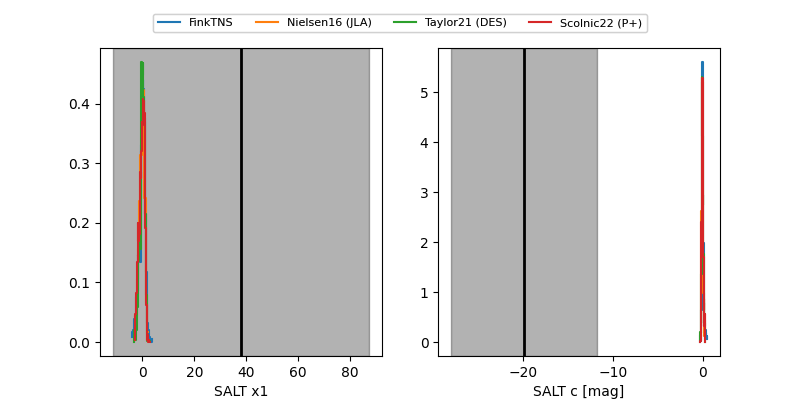 FinkTNS Nielsen16 (JLA) Taylor21 (DES) Scolnic22 (P+)
0.4
0.3
0.2
0.1
0.0
0 20 40 60 80
SALT x1
5
4
3
2
1
0
−20 −10 0
SALT c [mag]